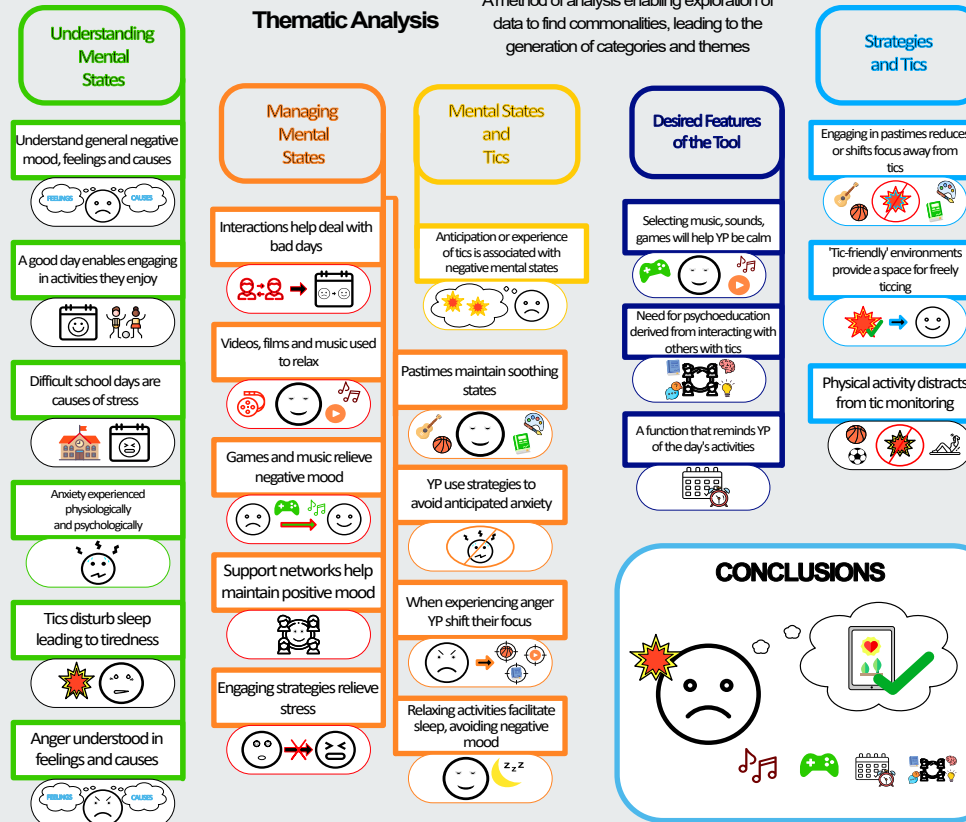 Thematic Analysis
A method of analysis enabling exploration of
data to find commonalities, leading to the
generation of categories and themes
Understanding
Mental
States
Understand general negative
mood, feelings and causes
FEELINGS
CAUSES
A good day enables engaging
in activities they enjoy
Difficult school days are
causes of stress
Anxiety experienced
physiologically
and psychologically
Tics disturb sleep
leading to tiredness
Anger understood in
feelings and causes
FEELINGS
CAUSES
Managing
Mental
States
Interactions help deal with
bad days
Videos, films and music used
to relax
Games and music relieve
negative mood
Support networks help
maintain positive mood
Engaging strategies relieve
stress
Pastimes maintain soothing
states
YP use strategies to
avoid anticipated anxiety
When experiencing anger
YP shift their focus
Relaxing activities facilitate
sleep, avoiding negative
mood
z z z
Mental States
and
Tics
Anticipation or experience
of tics is associated with
negative mental states
Desired Features
of the Tool
Selecting music, sounds,
games will help YP be calm
Need for psychoeducation
derived from interacting with
others with tics
A function that reminds YP
of the day's activities
Strategies
and Tics
Engaging in pastimes reduces
or shifts focus away from
tics
'Tic-friendly' environments
provide a space for freely
ticcing
Physical activity distracts
from tic monitoring
CONCLUSIONS